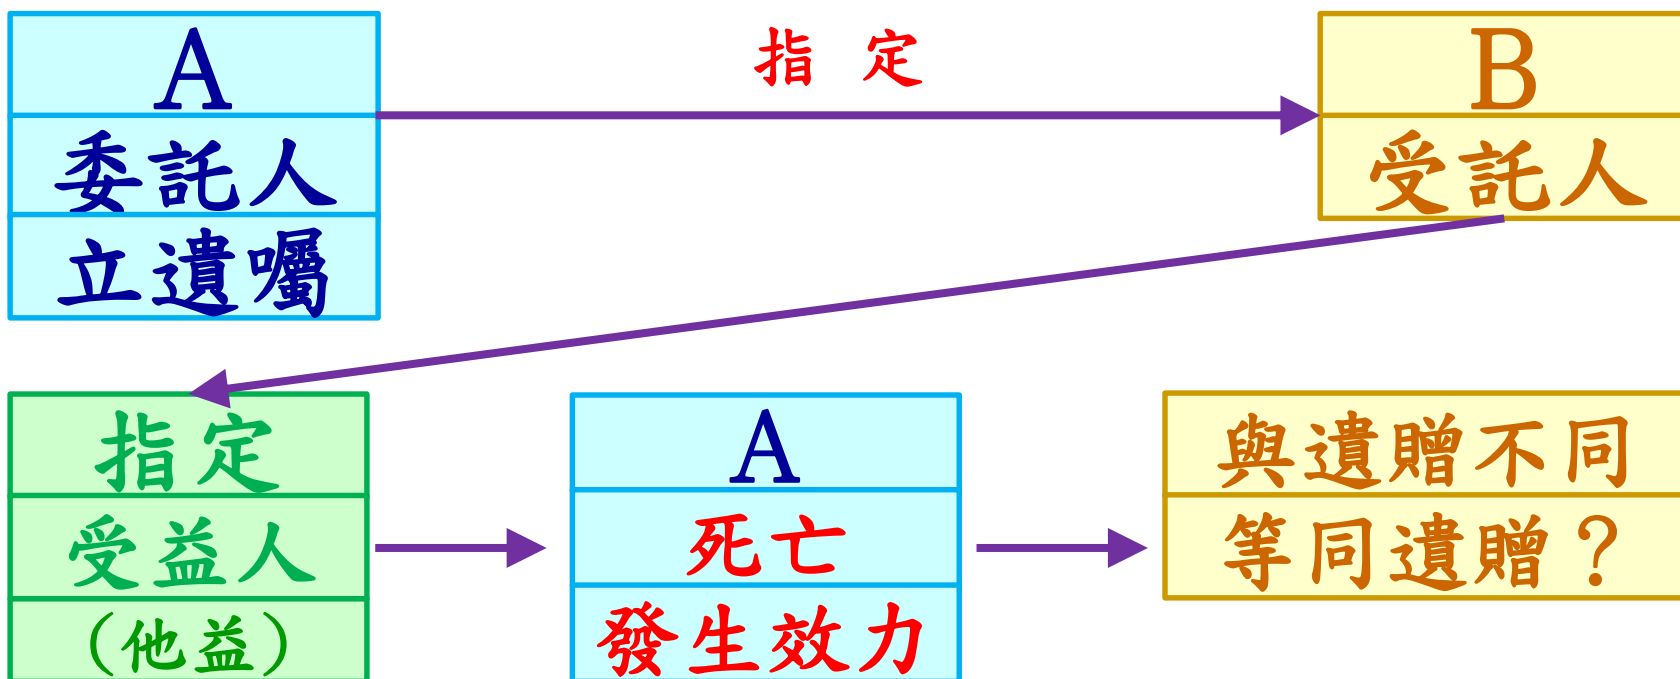 A
委託人
立遺囑
指 定
B
受託人
指定
受益人
(他益)
A
死亡
發生效力
與遺贈不同
等同遺贈？